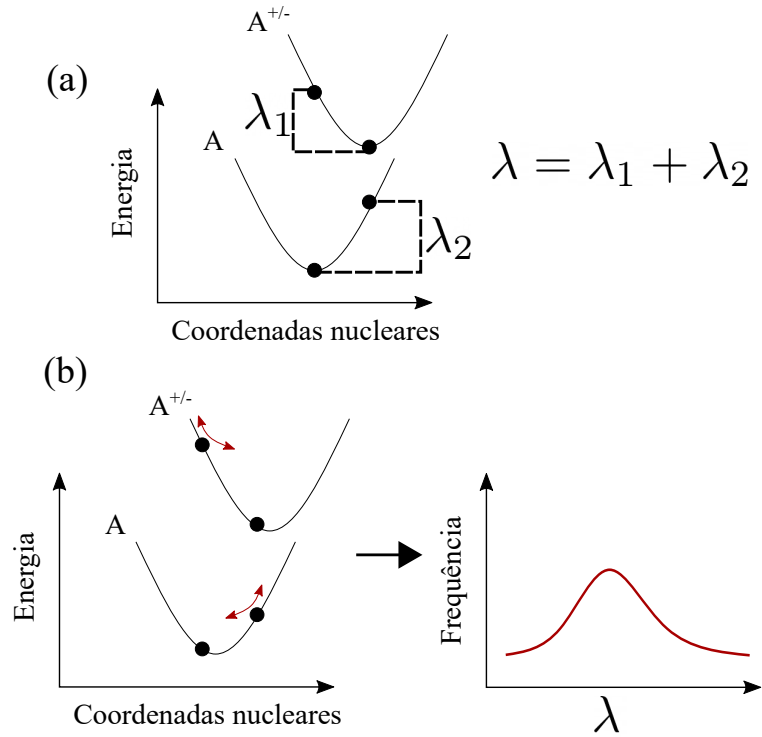 (a)
A+/-
λ1
A
λ = λ1 + λ2
λ2
Energia
Coordenadas nucleares
(b)
A+/-
A
Energia
Coordenadas nucleares
Frequência
λ